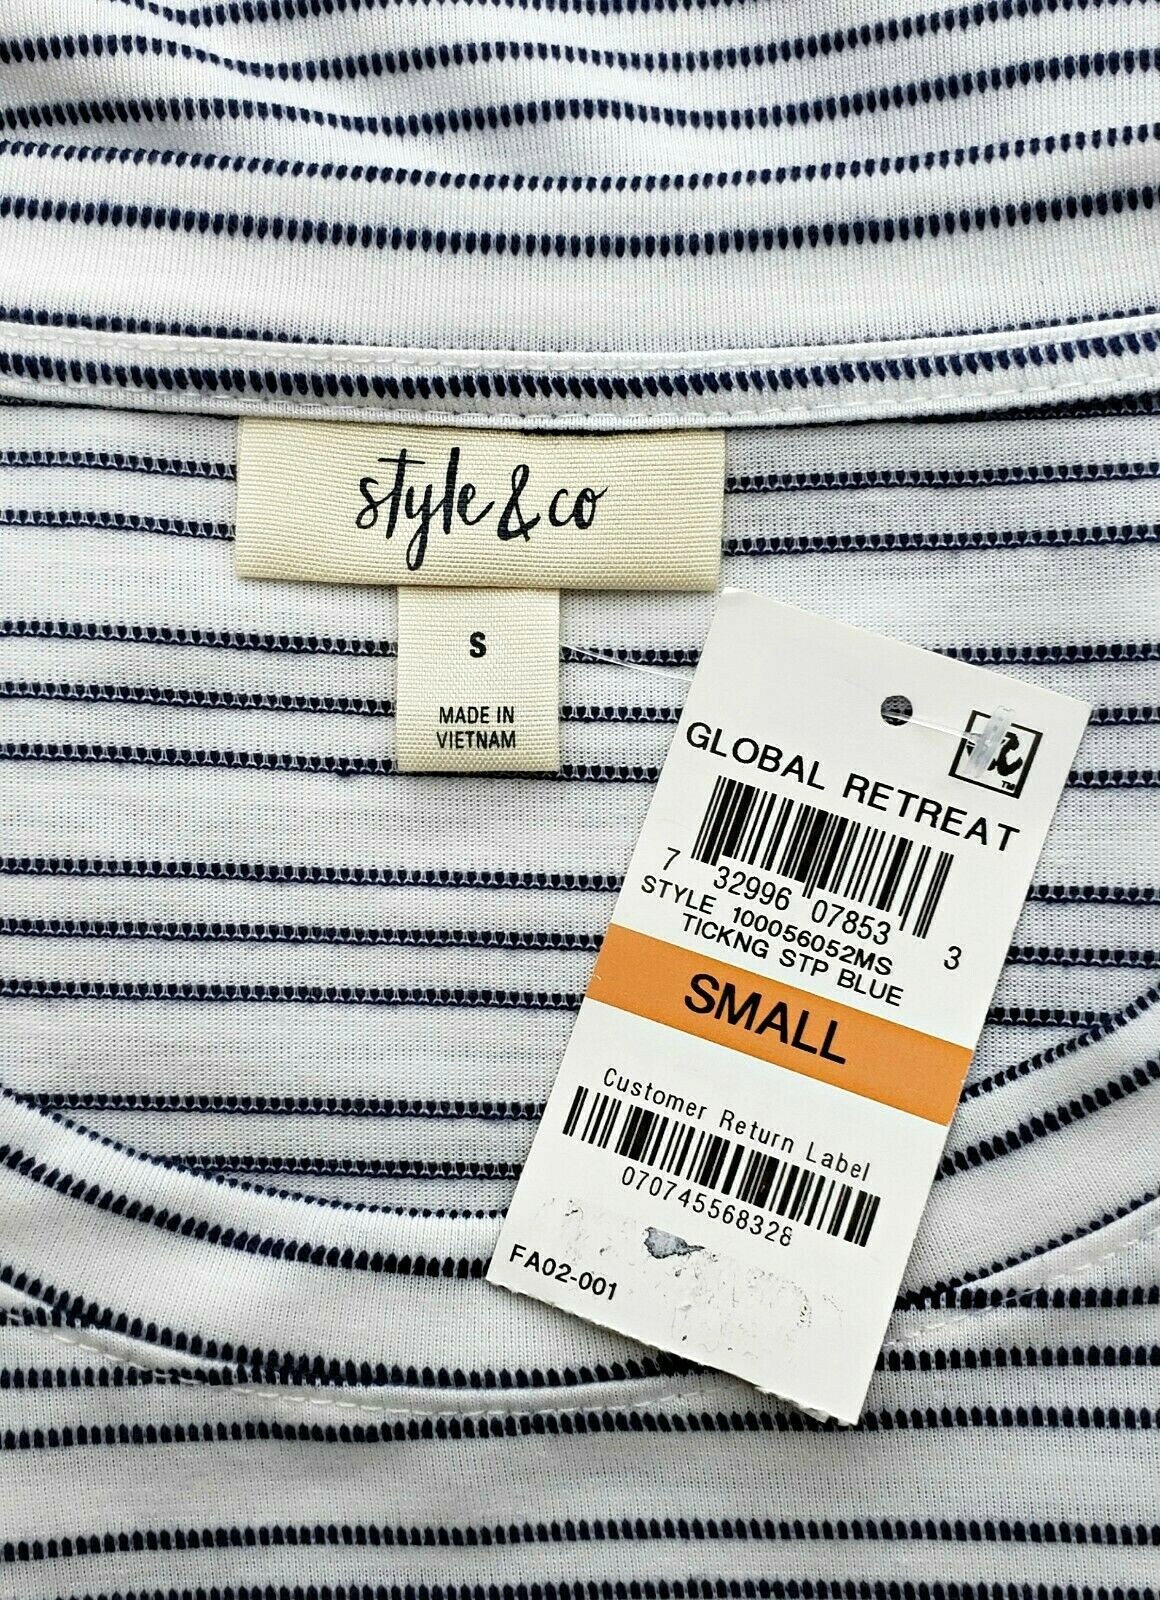 style & co
S
MADE IN
VIETNAM
GLOBAL RETREAT
7 32996 07853 3
STYLE 100056052MS
TICKNG STP BLUE
SMALL
Customer Return Label
070745568328
FA02-001